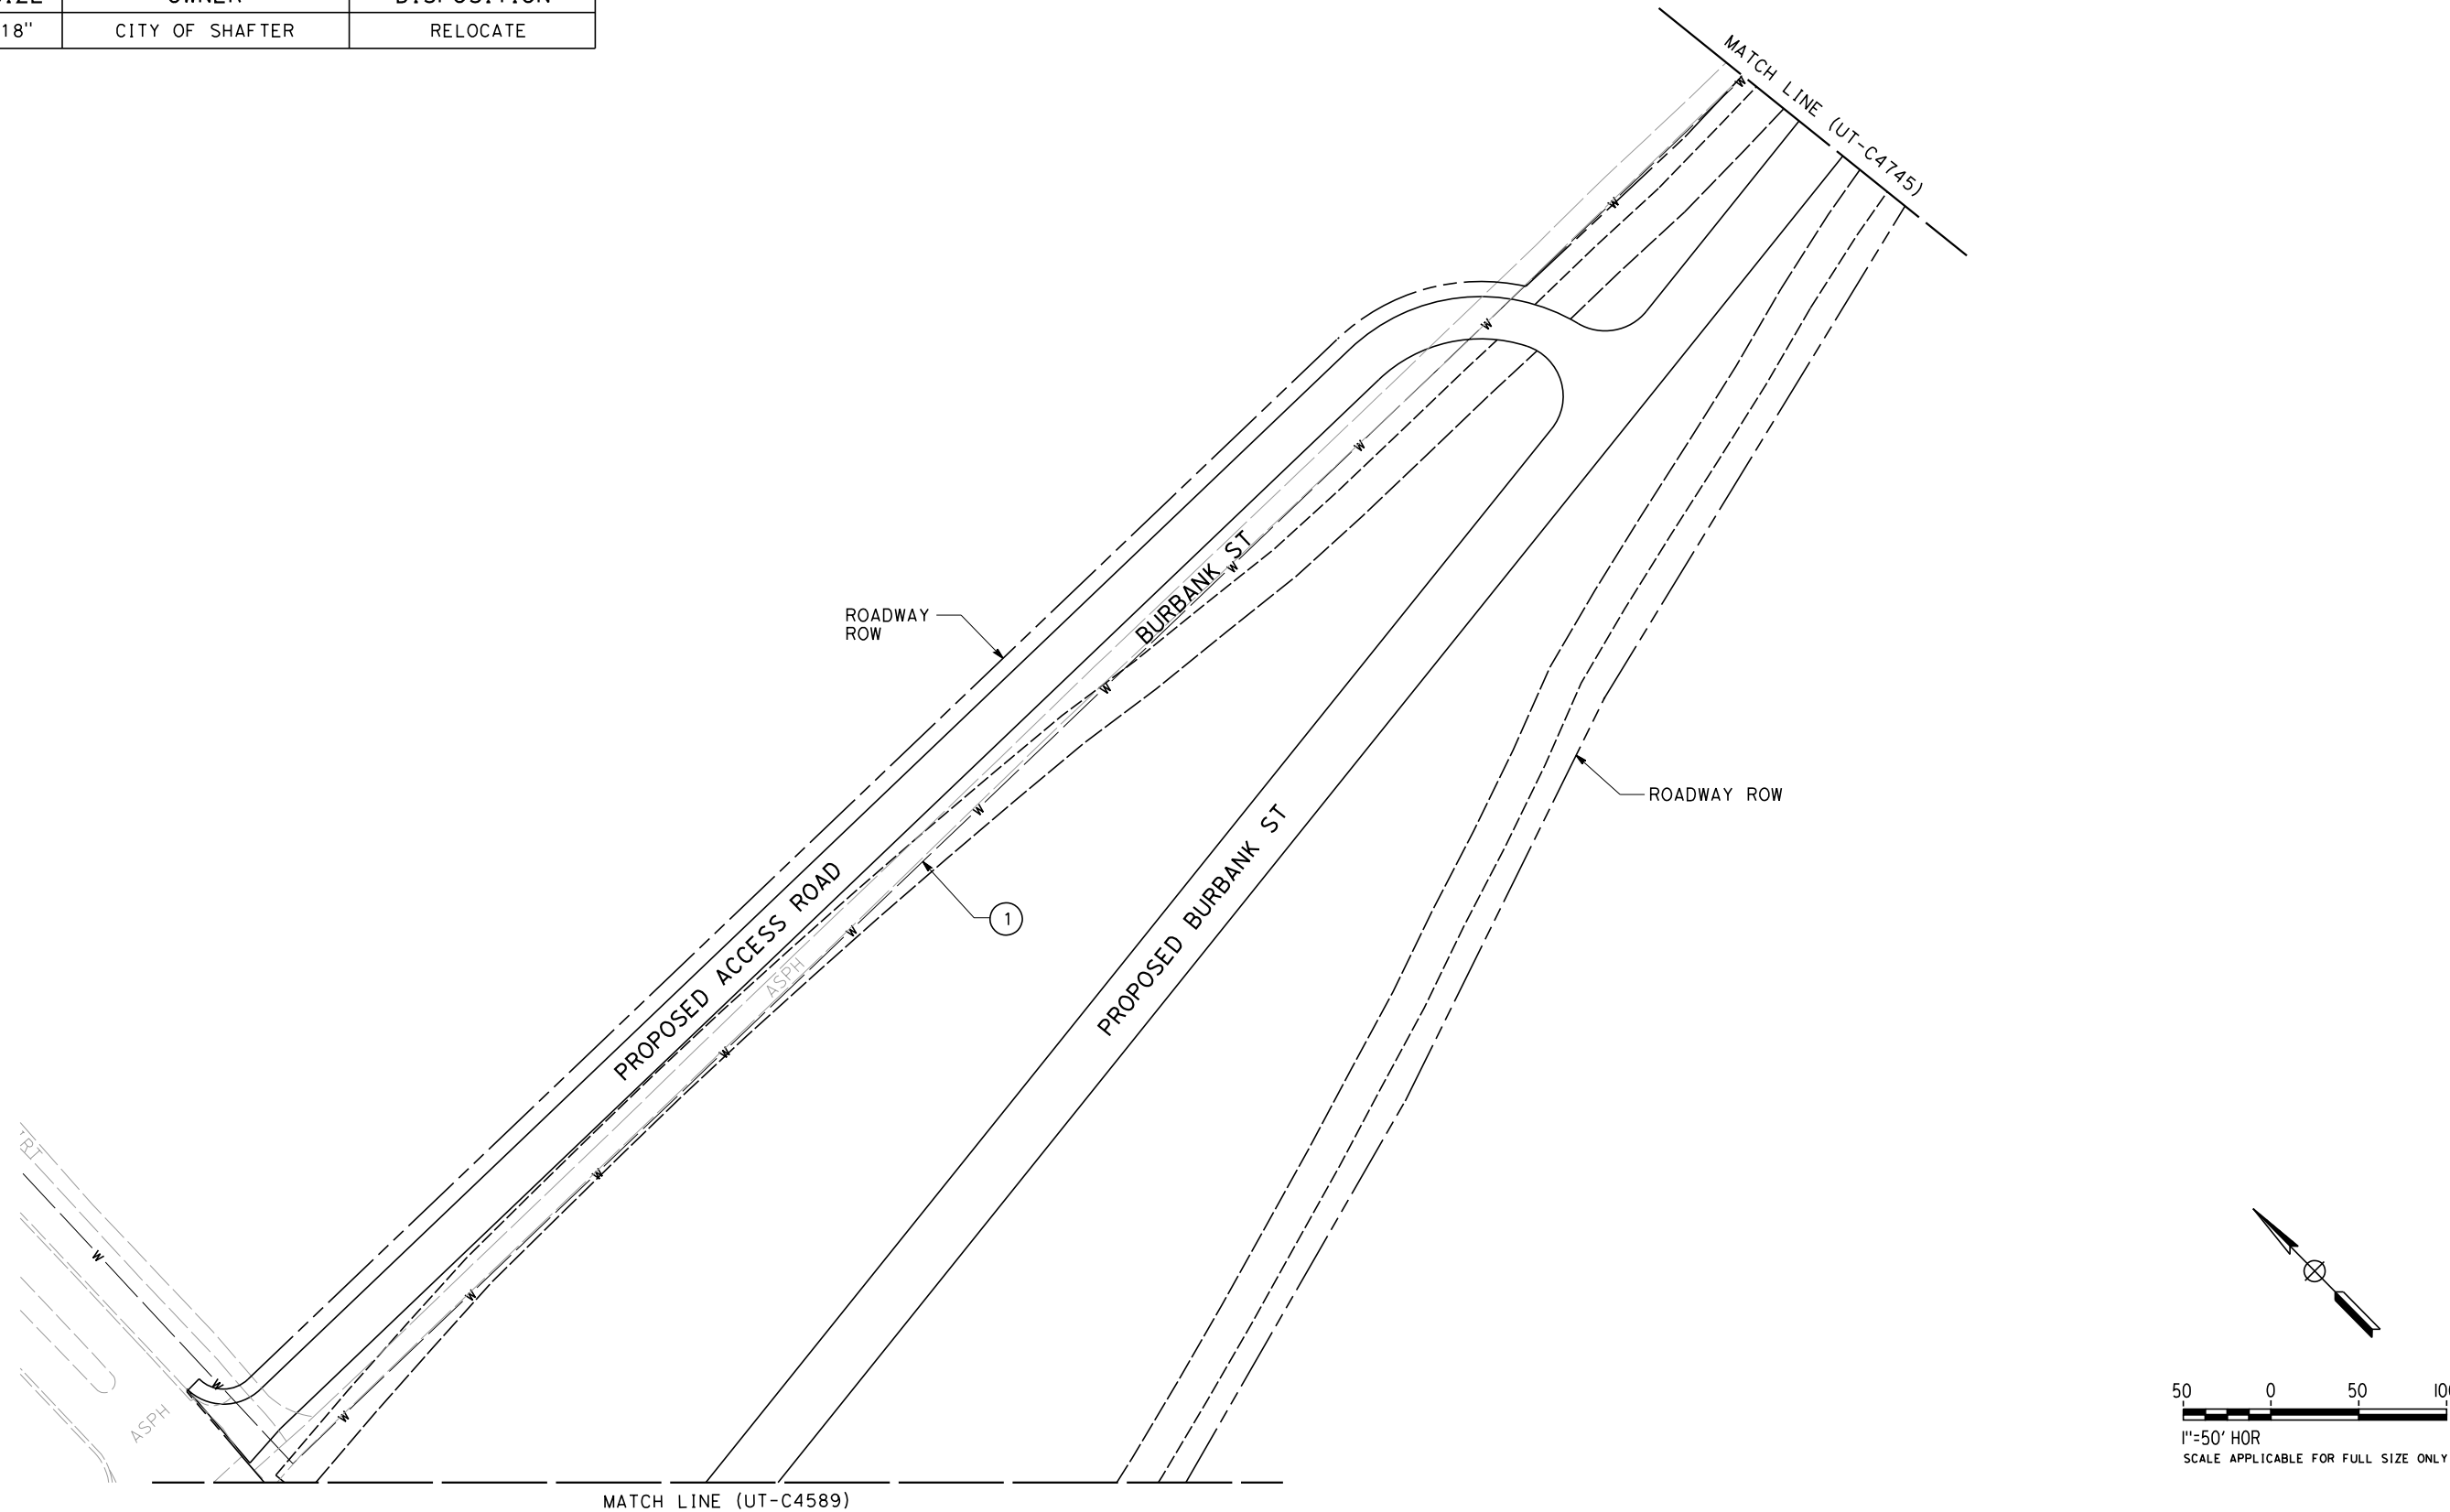 OWNER
DISPOSITION
18"
CITY OF SHAFTER
RELOCATE
MATCH LINE (UT-C4745)
W
W
W
W
BURBANK ST
W
ROADWAY
ROW
W
W
ROADWAY ROW
PROPOSED ACCESS ROAD
PROPOSED BURBANK ST
1
W
ASPH
W
W
W
W
W
W
ASPH
50 0 50
1"=50' HOR
SCALE APPLICABLE FOR FULL SIZE ONLY
MATCH LINE (UT-C4589)